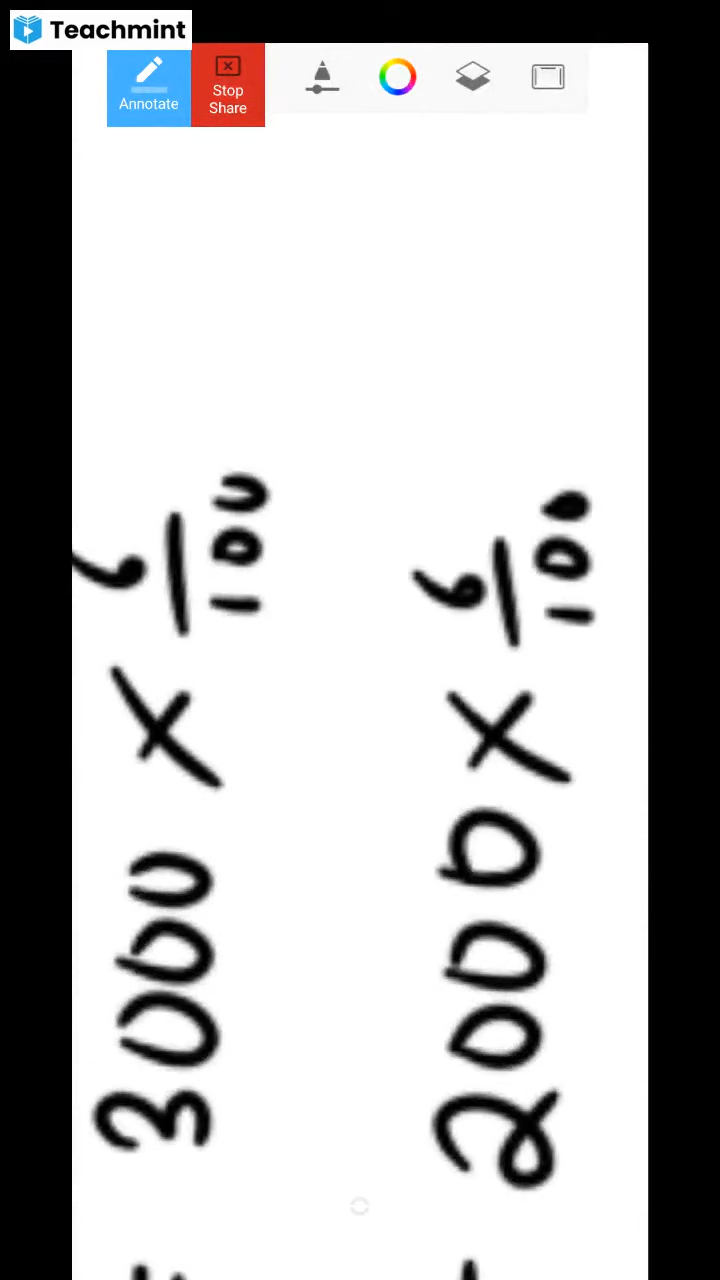 Teachmint
Annotate
Stop
Share
3000 × 6/100
2000 × 6/100